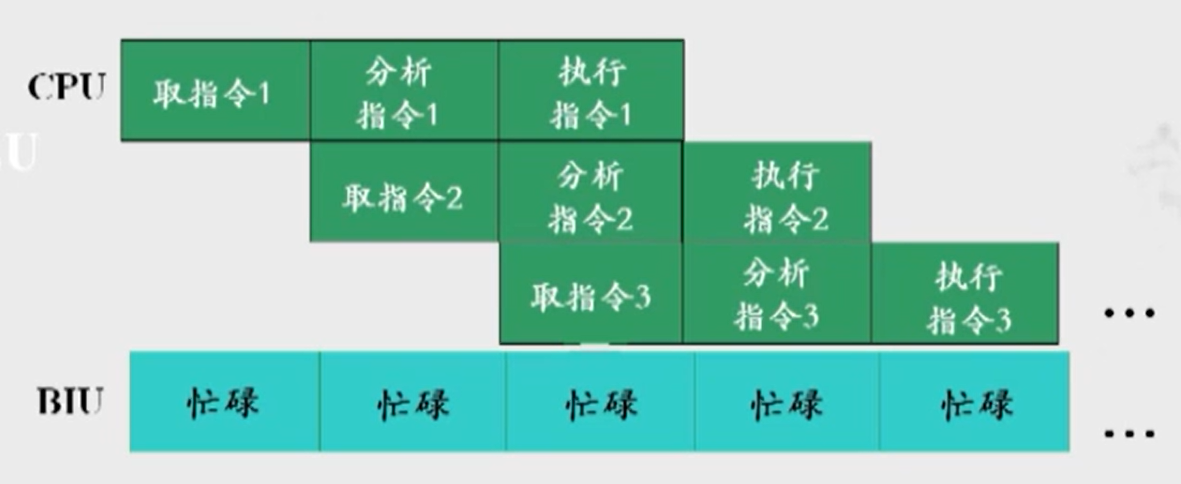 CPU
取指令1
分析
指令1
执行
指令1
U
取指令2
分析
指令2
执行
指令2
取指令3
分析
指令3
执行
指令3
...
BIU
忙碌
忙碌
忙碌
忙碌
忙碌
...